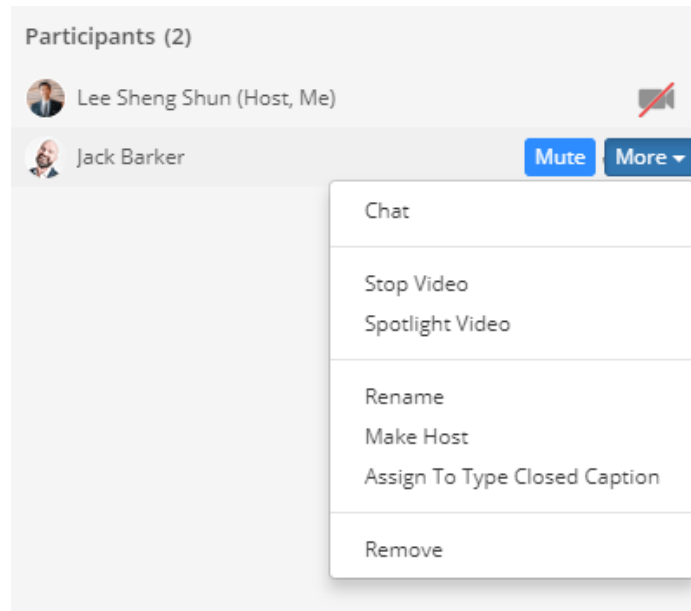 Participants (2)
Lee Sheng Shun (Host, Me)
Jack Barker Mute More
Chat
Stop Video
Spotlight Video
Rename
Make Host
Assign To Type Closed Caption
Remove